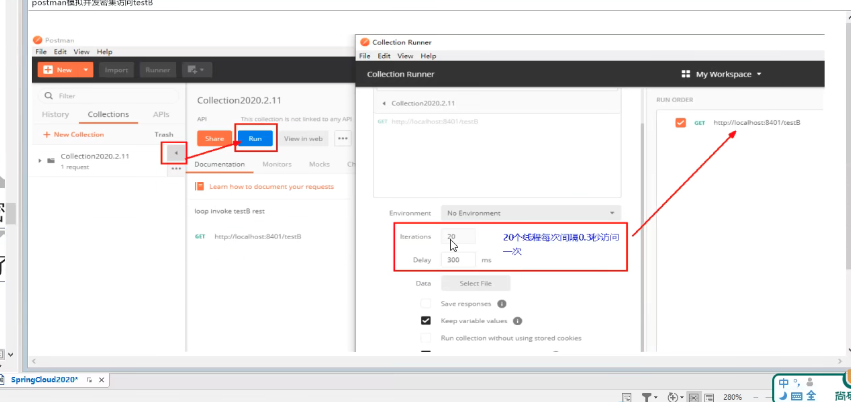 postman模拟并发密集访问testB
Postman
File Edit View Help
New
Import
Runner
Filter
History Collections APIs
+ New Collection
Trash
Collection2020.2.11
1 request
Collection2020.2.11
API
This collection is not linked to any API
Share
Run
View in web
Documentation Monitors Mocks Ch
Learn how to document your requests
loop invoke testB rest
GET http://localhost:8401/testB
Collection Runner
File Edit View Help
Collection Runner
My Workspace
Collection2020.2.11
GET http://localhost:8401/testB
Environment
No Environment
Iterations
20
20个线程每次间隔0.3秒访问
一次
Delay
300
ms
Data
Select File
Save responses
Keep variable values
Run collection without using stored cookies
RUN ORDER
GET http://localhost:8401/testB
SpringCloud2020*
280%
中
全